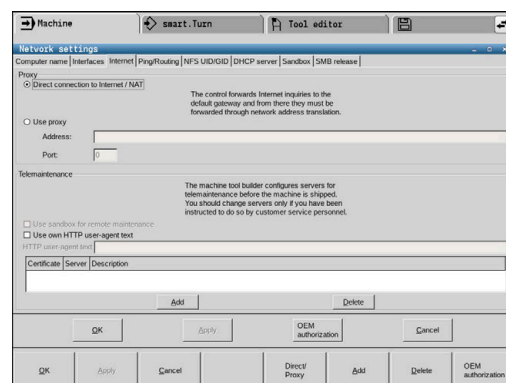 Machine
smart.Turn
Tool editor
Network settings
Computer name Interfaces Internet Ping/Routing NFS UID/GID DHCP server Sandbox SMB release
Proxy
Direct connection to Internet / NAT
The control forwards Internet inquiries to the
default gateway and from there they must be
forwarded through network address translation.
Use proxy
Address:
Port: 0
Telemaintenance
The machine tool builder configures servers for
telemaintenance before the machine is shipped.
You should change servers only if you have been
instructed to do so by customer service personnel.
Use sandbox for remote maintenance
Use own HTTP user-agent text
HTTP user-agent text
Certificate Server Description
Add Delete
OK Apply OEM authorization Cancel
OK Apply Cancel Direct/ Proxy Add Delete OEM authorization